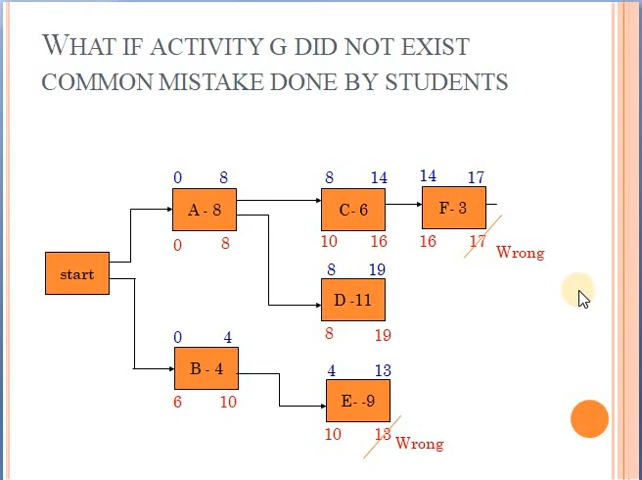 WHAT IF ACTIVITY G DID NOT EXIST
COMMON MISTAKE DONE BY STUDENTS
0 8
A - 8
0 8
8 14
C- 6
10 16
14 17
F- 3
16 17
Wrong
start
8 19
D -11
8 19
0 4
B - 4
6 10
4 13
E- -9
10 13
Wrong